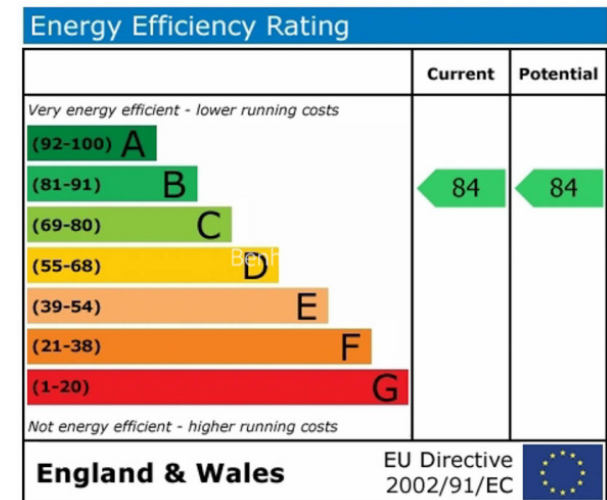 Energy Efficiency Rating
Current Potential
Very energy efficient - lower running costs
(92-100) A
(81-91) B 84 84
(69-80) C
(55-68) D
(39-54) E
(21-38) F
(1-20) G
Not energy efficient - higher running costs
England & Wales
EU Directive
2002/91/EC